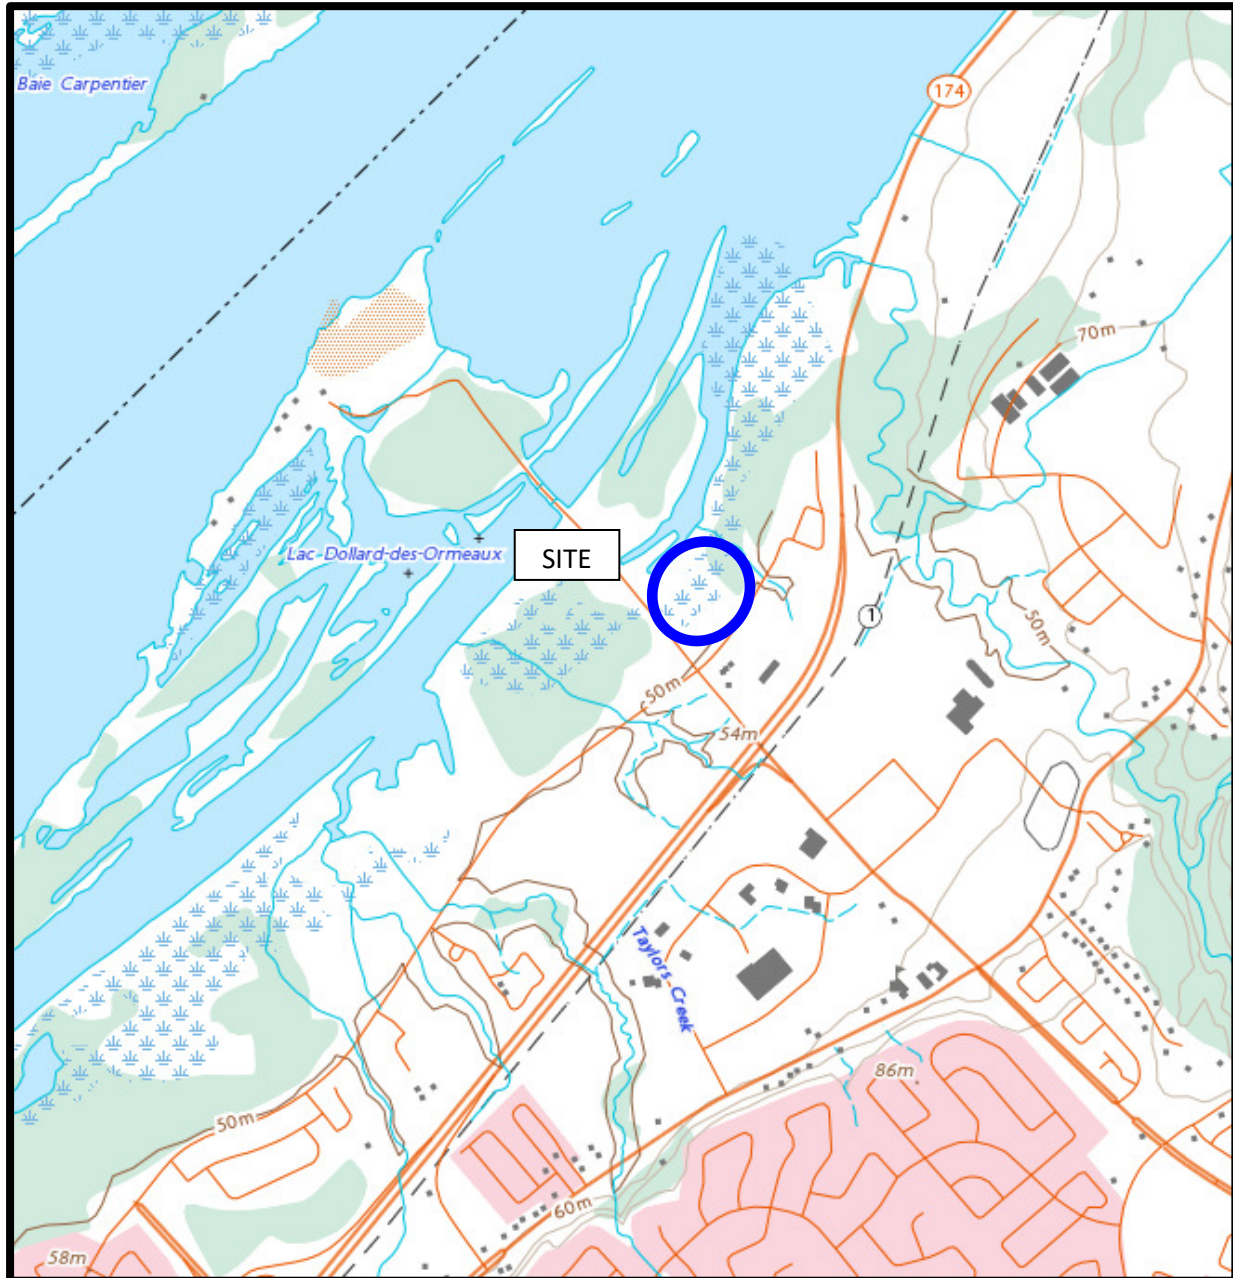 Baie Carpentier
174
70m
SITE
Lac Dollard-des-Ormeaux
1
50m
50m
54m
Taylors Creek
86m
50m
60m
58m